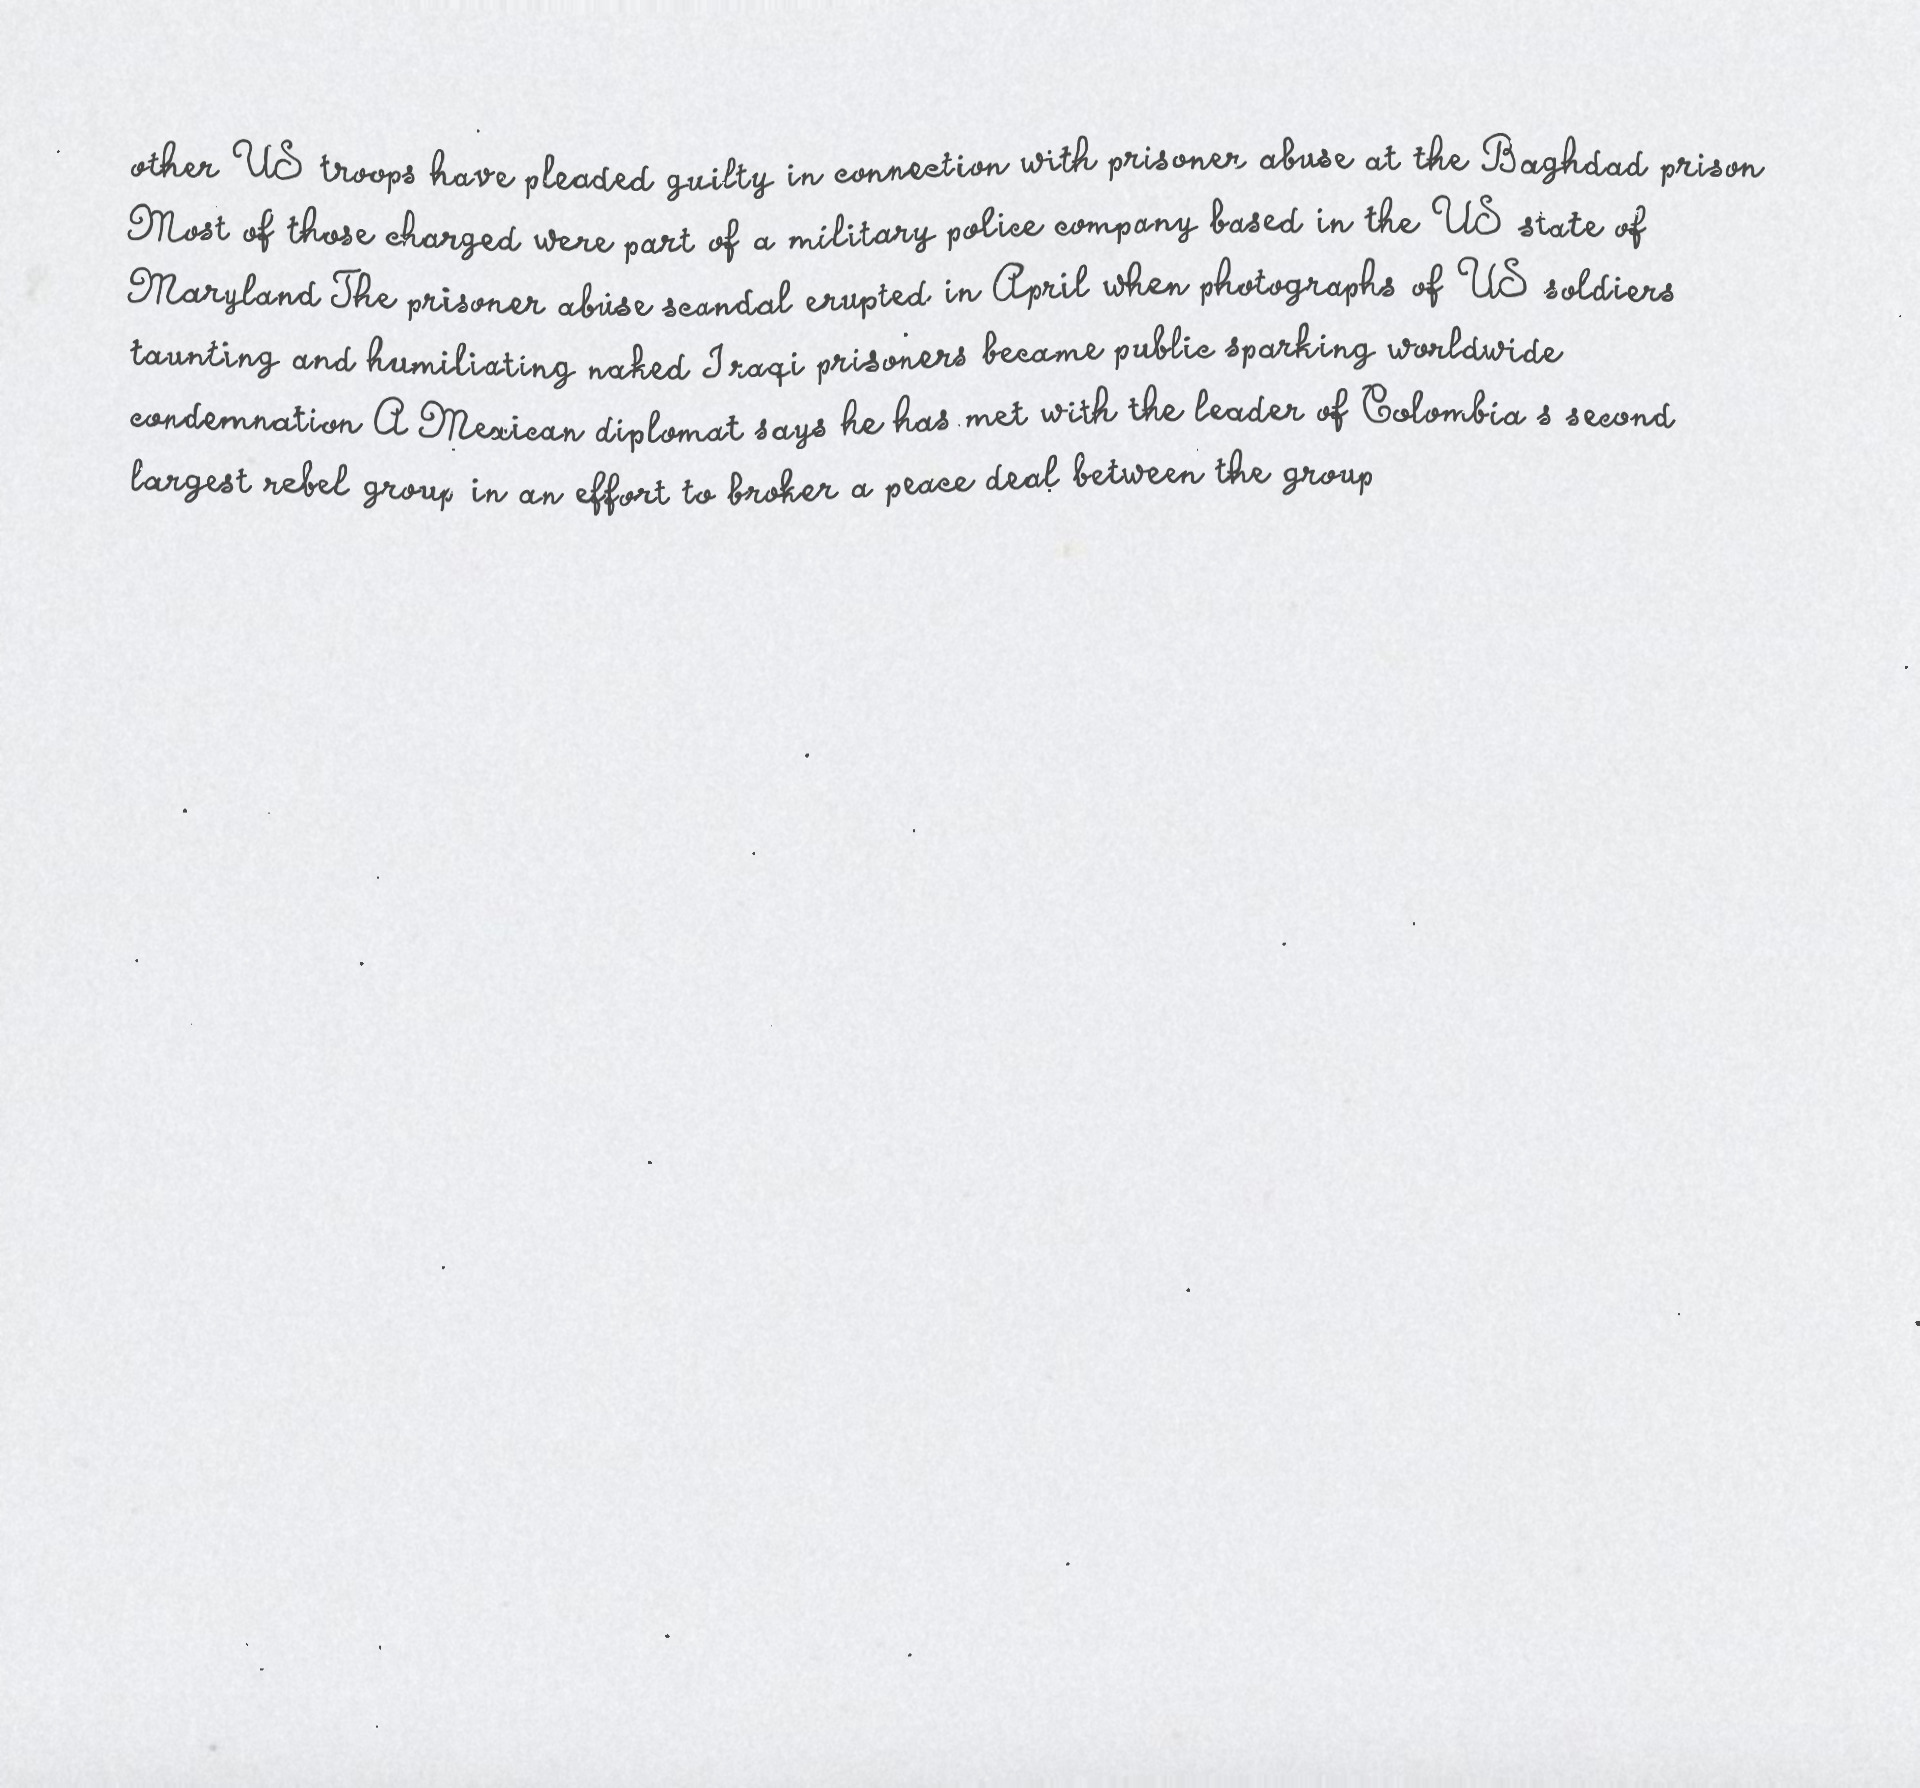 other US troops have pleaded guilty in connection with prisoner abuse at the Baghdad prison
Most of those charged were part of a military police company based in the US state of
Maryland The prisoner abuse scandal erupted in April when photographs of US soldiers
taunting and humiliating naked Iraqi prisoners became public sparking worldwide
condemnation A Mexican diplomat says he has met with the leader of Colombia s second
largest rebel group in an effort to broker a peace deal between the group